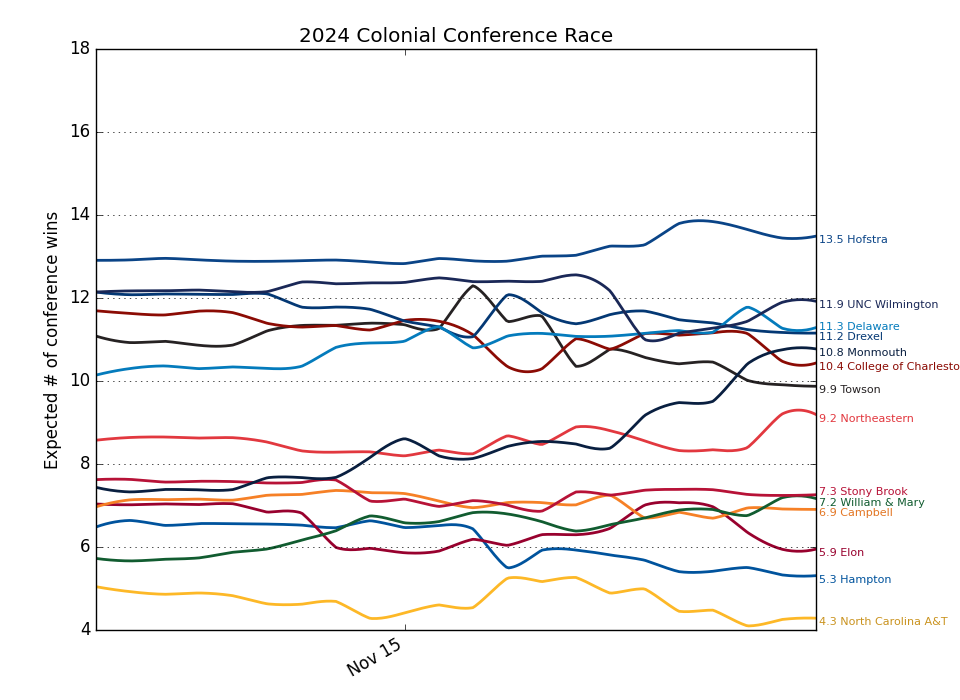 2024 Colonial Conference Race
Expected # of conference wins
18
16
14
12
10
8
6
4
Nov 15
13.5 Hofstra
11.9 UNC Wilmington
11.3 Delaware
11.2 Drexel
10.8 Monmouth
10.4 College of Charlesto
9.9 Towson
9.2 Northeastern
7.3 Stony Brook
7.2 William & Mary
6.9 Campbell
5.9 Elon
5.3 Hampton
4.3 North Carolina A&T